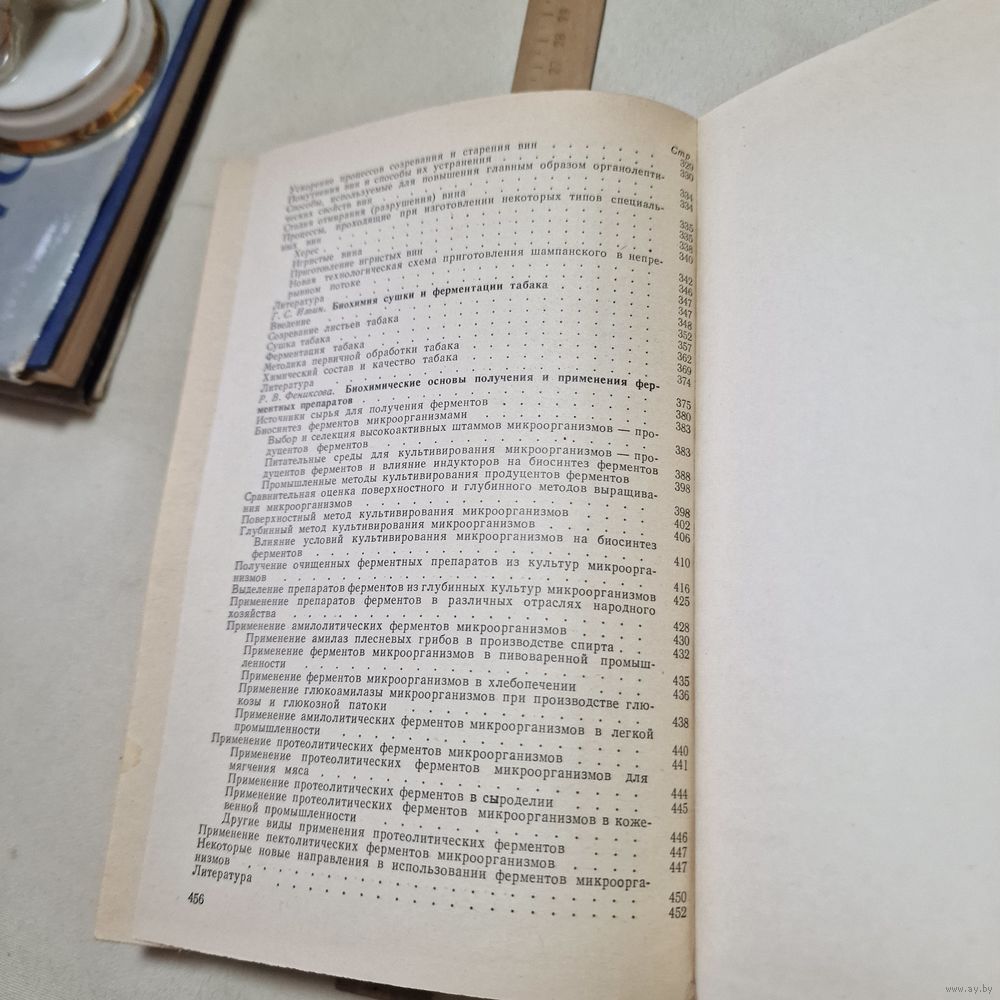 Стр.
Ускорение процессов созревания и старения вин . . . . . . 329
Помутнения вин и способы их устранения . . . . . . . . 330
Способы, используемые для повышения главным образом органолепти-
ческих свойств вин . . . . . . . . . . . . 334
Стадия отмирания (разрушения) вина . . . . . . . . 334
Процессы, проходящие при изготовлении некоторых типов специаль-
ных вин . . . . . . . . . . . . 335
Херес . . . . . . . . . . . . 335
Игристые вина . . . . . . . . . . . . 338
Приготовление игристых вин . . . . . . . . . . 340
Новая технологическая схема приготовления шампанского в непре-
рывном потоке . . . . . . . . . . . . 342
Литература . . . . . . . . . . . . 346
Г. С. Ильин. Биохимия сушки и ферментации табака . . . . . 347
Введение . . . . . . . . . . . . 347
Созревание листьев табака . . . . . . . . . . 348
Сушка табака . . . . . . . . . . . . 352
Ферментация табака . . . . . . . . . . . 357
Методика первичной обработки табака . . . . . . . . 362
Химический состав и качество табака . . . . . . . . 369
Литература . . . . . . . . . . . . 374
Р. В. Фениксова. Биохимические основы получения и применения фер-
ментных препаратов . . . . . . . . . . . 375
Источники сырья для получения ферментов . . . . . . . 380
Биосинтез ферментов микроорганизмами . . . . . . . . 383
Выбор и селекция высокоактивных штаммов микроорганизмов — про-
дуцентов ферментов . . . . . . . . . . . 383
Питательные среды для культивирования микроорганизмов — про-
дуцентов ферментов и влияние индукторов на биосинтез ферментов 388
Промышленные методы культивирования продуцентов ферментов 398
Сравнительная оценка поверхностного и глубинного методов выращива-
ния микроорганизмов . . . . . . . . . . . 398
Поверхностный метод культивирования микроорганизмов . . . . 402
Глубинный метод культивирования микроорганизмов . . . . . 406
Влияние условий культивирования микроорганизмов на биосинтез
ферментов . . . . . . . . . . . . 410
Получение очищенных ферментных препаратов из культур микроорга-
низмов . . . . . . . . . . . . 416
Выделение препаратов ферментов из глубинных культур микроорганизмов 425
Применение препаратов ферментов в различных отраслях народного
хозяйства . . . . . . . . . . . . 428
Применение амилолитических ферментов микроорганизмов . . . . 430
Применение амилаз плесневых грибов в производстве спирта . . 432
Применение ферментов микроорганизмов в пивоваренной промыш-
ленности . . . . . . . . . . . . 435
Применение ферментов микроорганизмов в хлебопечении . . . 436
Применение глюкоамилазы микроорганизмов при производстве глю-
козы и глюкозной патоки . . . . . . . . . . 438
Применение амилолитических ферментов микроорганизмов в легкой
промышленности . . . . . . . . . . . . 440
Применение протеолитических ферментов микроорганизмов . . . . 441
Применение протеолитических ферментов микроорганизмов для
мягчения мяса . . . . . . . . . . . . 444
Применение протеолитических ферментов в сыроделии . . . . 445
Применение протеолитических ферментов микроорганизмов в коже-
венной промышленности . . . . . . . . . . 446
Другие виды применения протеолитических ферментов . . . 447
Применение пектолитических ферментов микроорганизмов . . . . 447
Некоторые новые направления в использовании ферментов микроорга-
низмов . . . . . . . . . . . . 450
Литература . . . . . . . . . . . . 452
456
27 28 29
www.ay.by